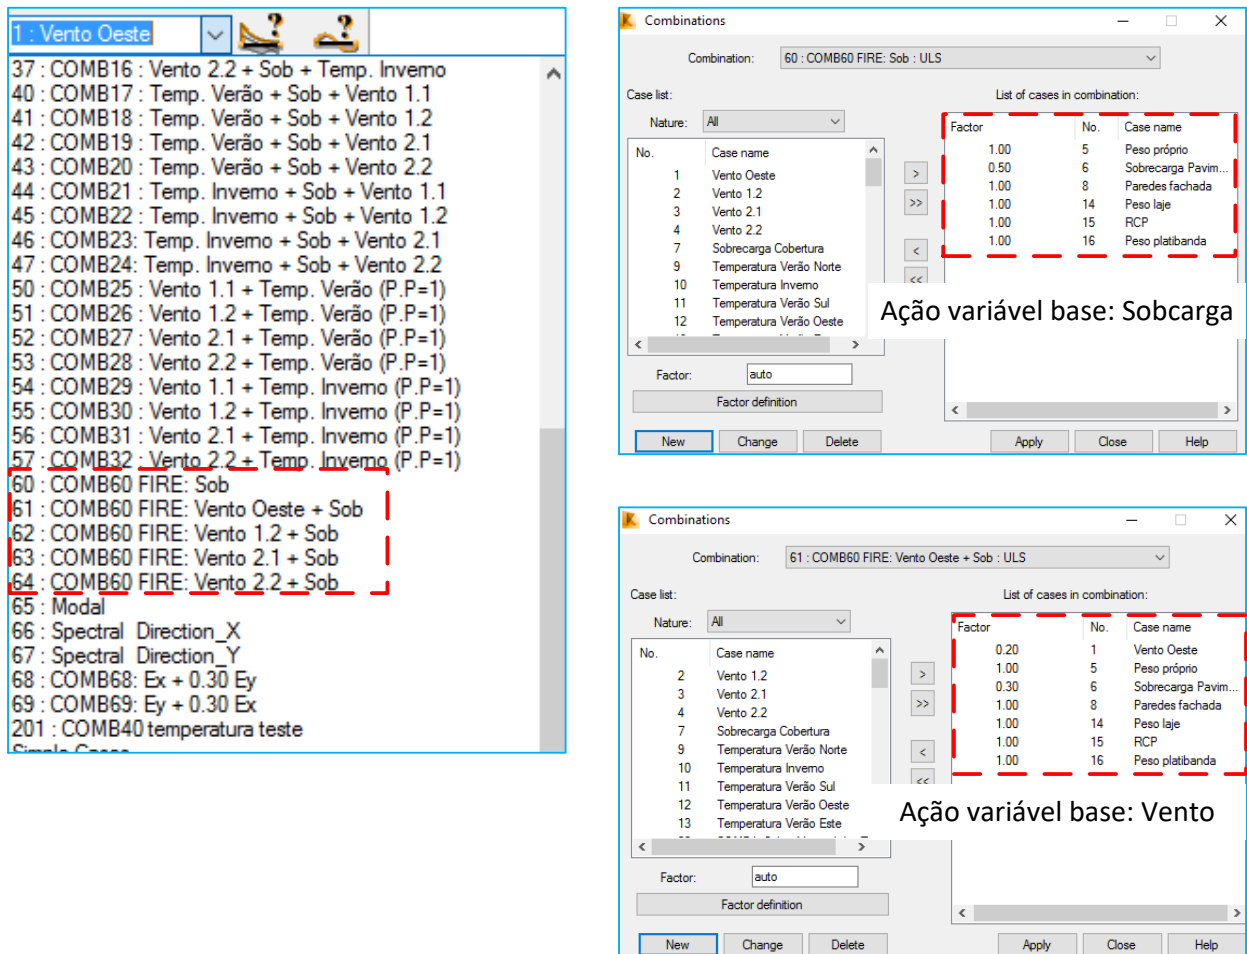 1 : Vento Oeste
37 : COMB16 : Vento 2.2 + Sob + Temp. Inverno
40 : COMB17 : Temp. Verão + Sob + Vento 1.1
41 : COMB18 : Temp. Verão + Sob + Vento 1.2
42 : COMB19 : Temp. Verão + Sob + Vento 2.1
43 : COMB20 : Temp. Verão + Sob + Vento 2.2
44 : COMB21 : Temp. Inverno + Sob + Vento 1.1
45 : COMB22 : Temp. Inverno + Sob + Vento 1.2
46 : COMB23: Temp. Inverno + Sob + Vento 2.1
47 : COMB24: Temp. Inverno + Sob + Vento 2.2
50 : COMB25 : Vento 1.1 + Temp. Verão (P.P=1)
51 : COMB26 : Vento 1.2 + Temp. Verão (P.P=1)
52 : COMB27 : Vento 2.1 + Temp. Verão (P.P=1)
53 : COMB28 : Vento 2.2 + Temp. Verão (P.P=1)
54 : COMB29 : Vento 1.1 + Temp. Inverno (P.P=1)
55 : COMB30 : Vento 1.2 + Temp. Inverno (P.P=1)
56 : COMB31 : Vento 2.1 + Temp. Inverno (P.P=1)
57 : COMB32 : Vento 2.2 + Temp. Inverno (P.P=1)
60 : COMB60 FIRE: Sob
61 : COMB60 FIRE: Vento Oeste + Sob
62 : COMB60 FIRE: Vento 1.2 + Sob
63 : COMB60 FIRE: Vento 2.1 + Sob
64 : COMB60 FIRE: Vento 2.2 + Sob
65 : Modal
66 : Spectral Direction_X
67 : Spectral Direction_Y
68 : COMB68: Ex + 0.30 Ey
69 : COMB69: Ey + 0.30 Ex
201 : COMB40 temperatura teste
Combinations
Combination: 60 : COMB60 FIRE: Sob : ULS
Case list:
Nature: All
No. Case name
1 Vento Oeste
2 Vento 1.2
3 Vento 2.1
4 Vento 2.2
7 Sobrecarga Cobertura
9 Temperatura Verão Norte
10 Temperatura Inverno
11 Temperatura Verão Sul
12 Temperatura Verão Oeste
Factor: auto
Factor definition
New Change Delete
>
>>
<
<<
List of cases in combination:
Factor No. Case name
1.00 5 Peso próprio
0.50 6 Sobrecarga Pavim...
1.00 8 Paredes fachada
1.00 14 Peso laje
1.00 15 RCP
1.00 16 Peso platibanda
Ação variável base: Sobcarga
Apply Close Help
Combinations
Combination: 61 : COMB60 FIRE: Vento Oeste + Sob : ULS
Case list:
Nature: All
No. Case name
2 Vento 1.2
3 Vento 2.1
4 Vento 2.2
7 Sobrecarga Cobertura
9 Temperatura Verão Norte
10 Temperatura Inverno
11 Temperatura Verão Sul
12 Temperatura Verão Oeste
13 Temperatura Verão Este
Factor: auto
Factor definition
New Change Delete
>
>>
<
<<
List of cases in combination:
Factor No. Case name
0.20 1 Vento Oeste
1.00 5 Peso próprio
0.30 6 Sobrecarga Pavim...
1.00 8 Paredes fachada
1.00 14 Peso laje
1.00 15 RCP
1.00 16 Peso platibanda
Ação variável base: Vento
Apply Close Help